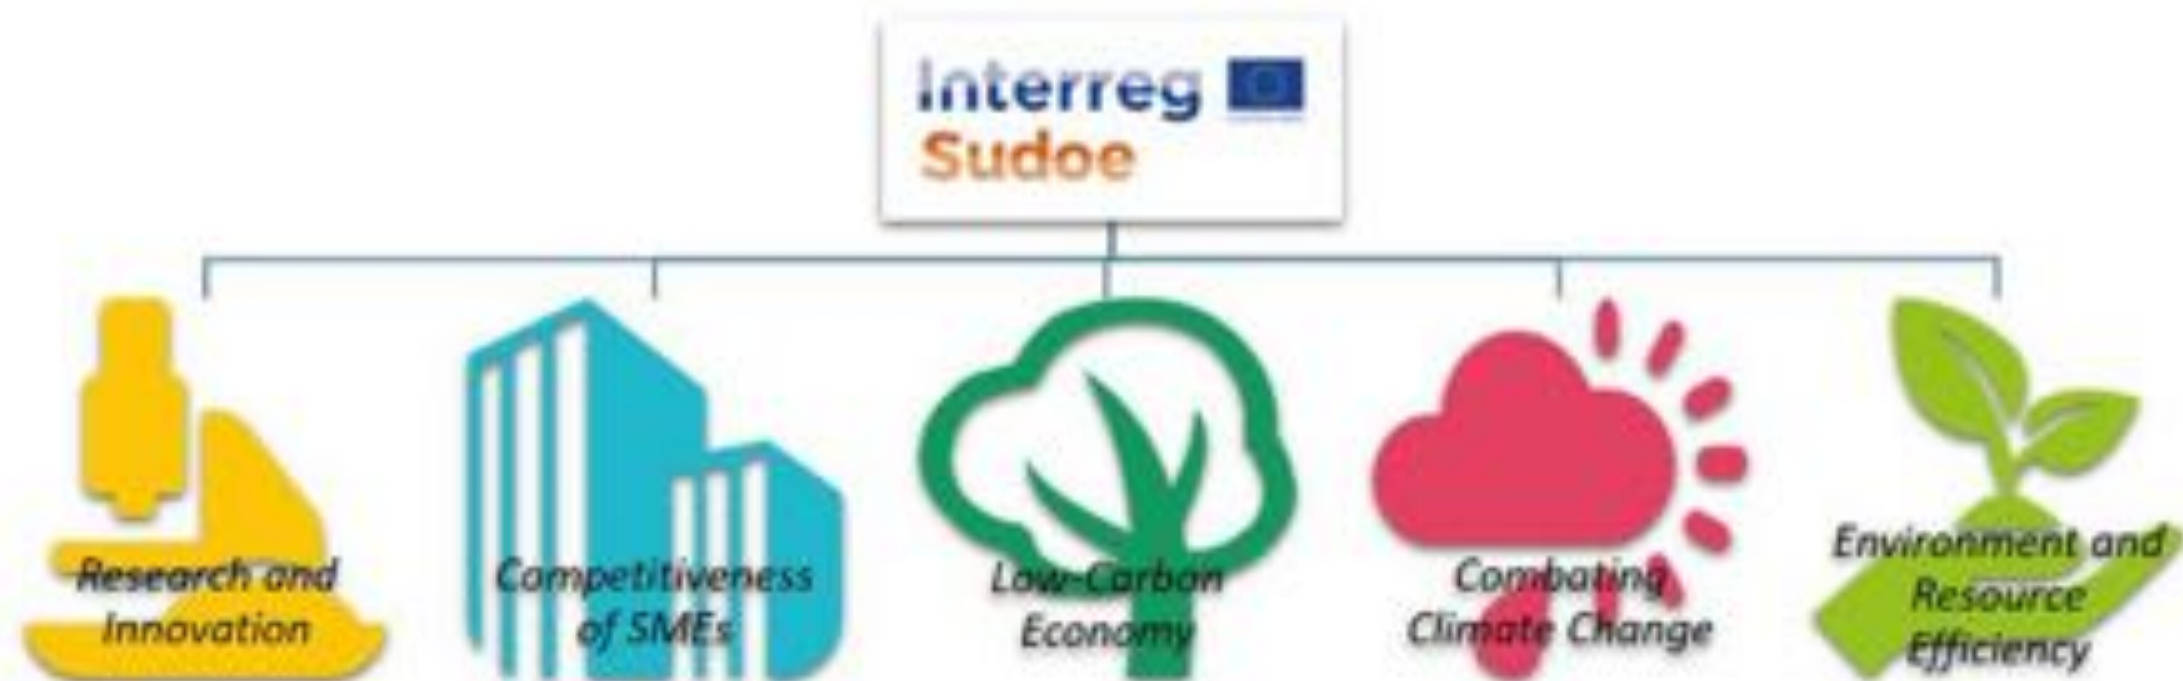 Interreg
Sudoe
Research and
Innovation
Competitiveness
of SMEs
Low-Carbon
Economy
Combating
Climate Change
Environment and
Resource
Efficiency